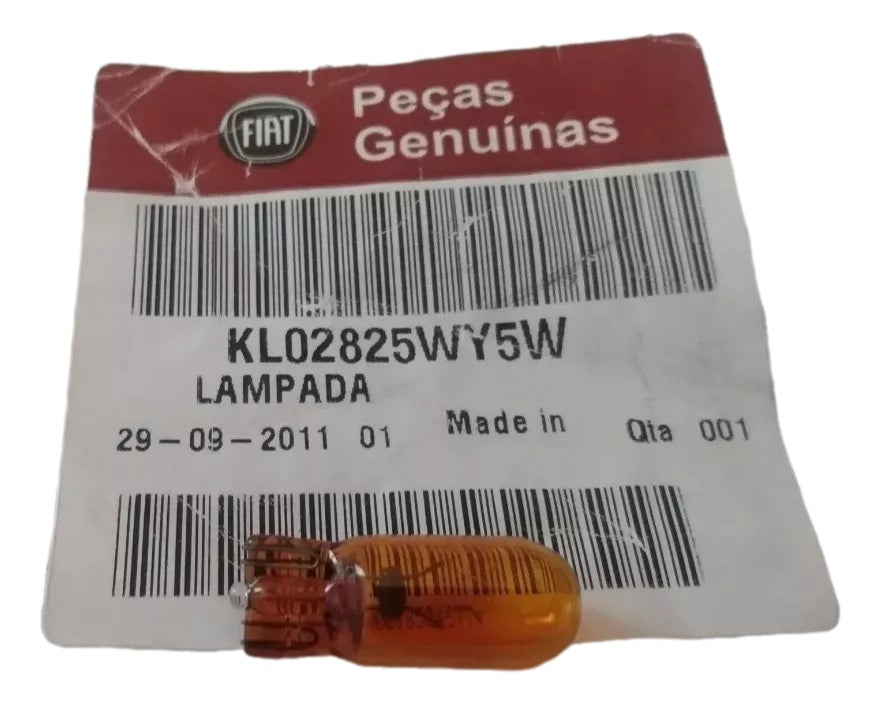 FIAT
Peças
Genuínas
KL02825WY5W
LAMPADA
29-09-2011 01 Made in Qta 001